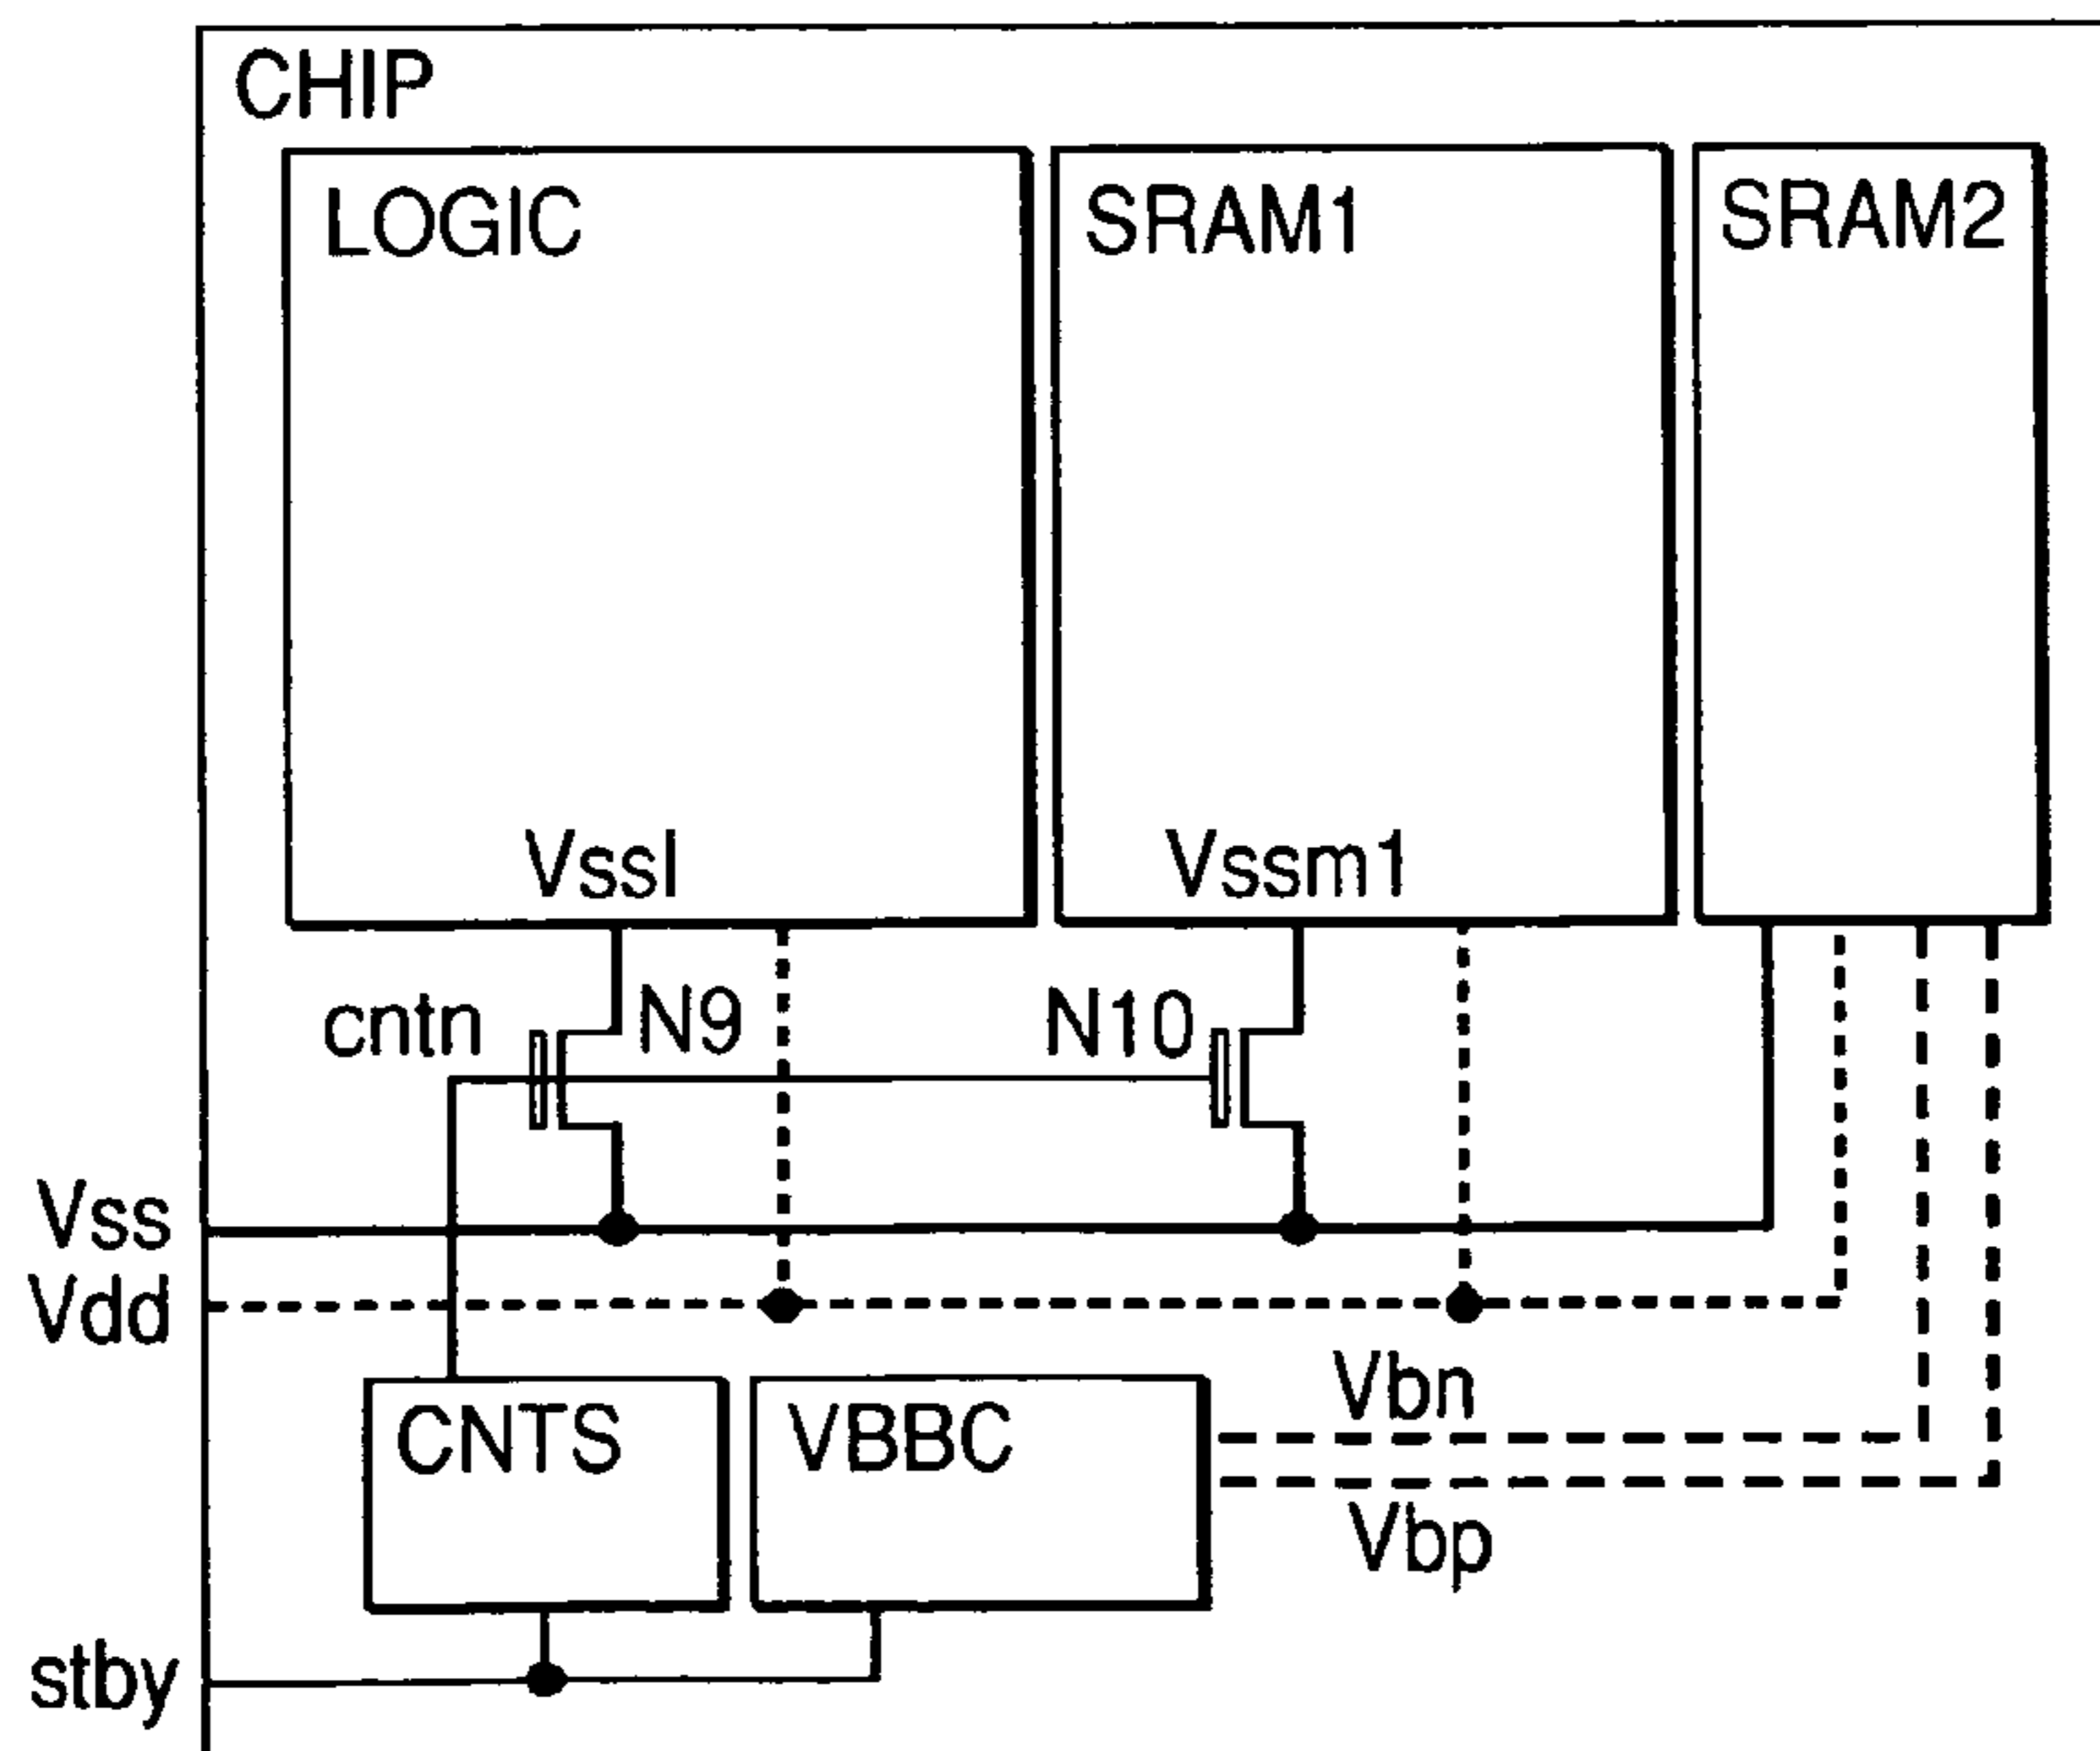 CHIP
LOGIC
SRAM1
SRAM2
Vssl
Vssm1
cntn
N9
N10
Vss
Vdd
CNTS
VBBC
Vbn
Vbp
stby